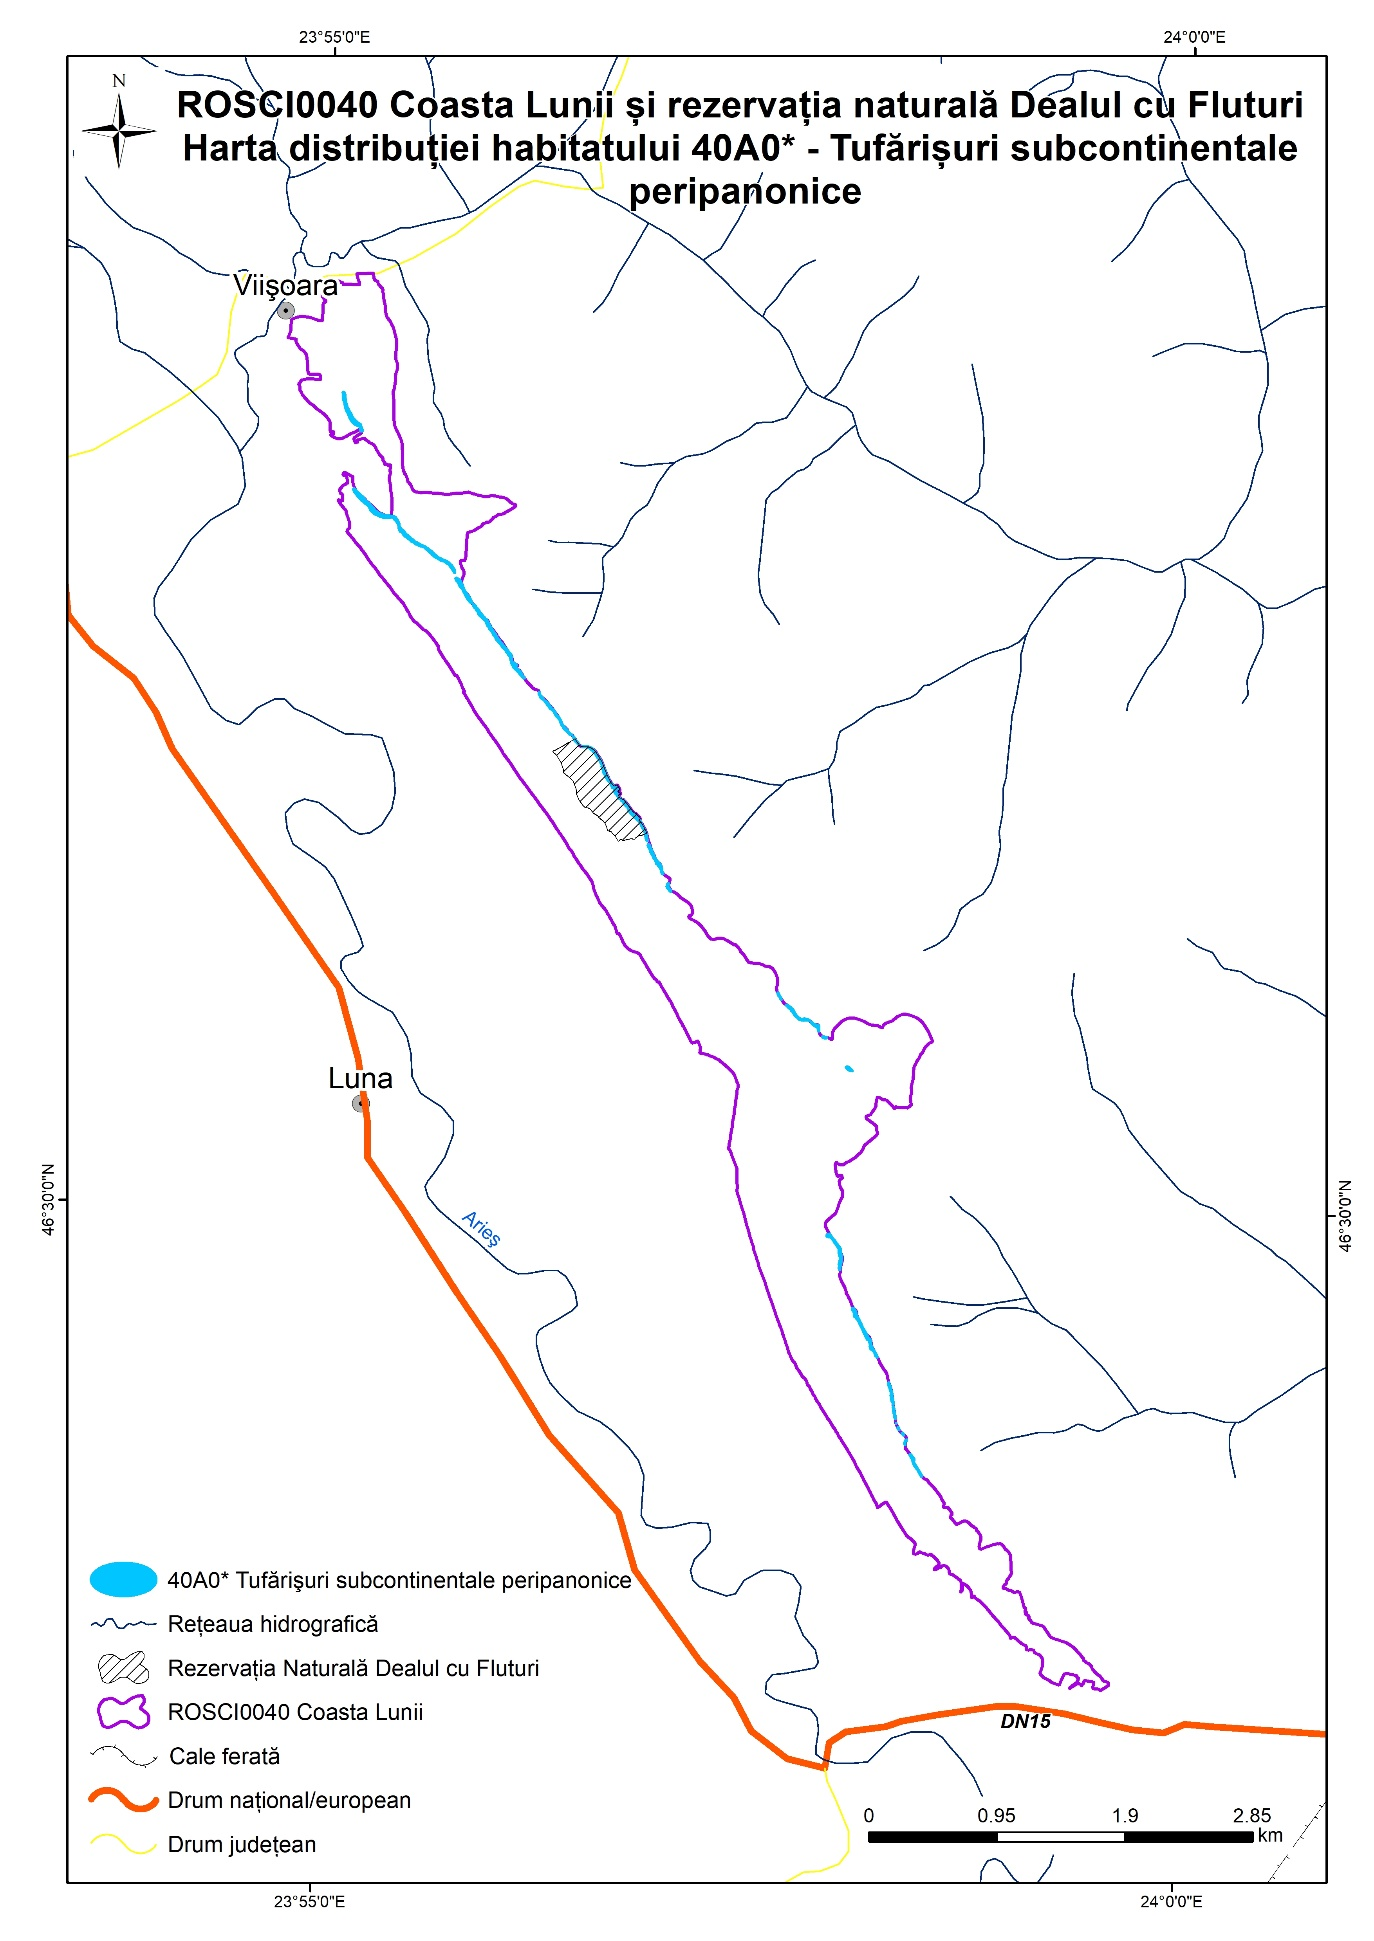 23°55'0"E
24°0'0"E
N
ROSCI0040 Coasta Lunii și rezervația naturală Dealul cu Fluturi
Harta distribuției habitatului 40A0* - Tufărișuri subcontinentale
peripanonice
Viişoara
Luna
46°30'0"N
46°30'0"N
Arieş
40A0* Tufărişuri subcontinentale peripanonice
Rețeaua hidrografică
Rezervația Naturală Dealul cu Fluturi
ROSCI0040 Coasta Lunii
Cale ferată
Drum național/european
Drum județean
DN15
0 0.95 1.9 2.85
km
23°55'0"E
24°0'0"E